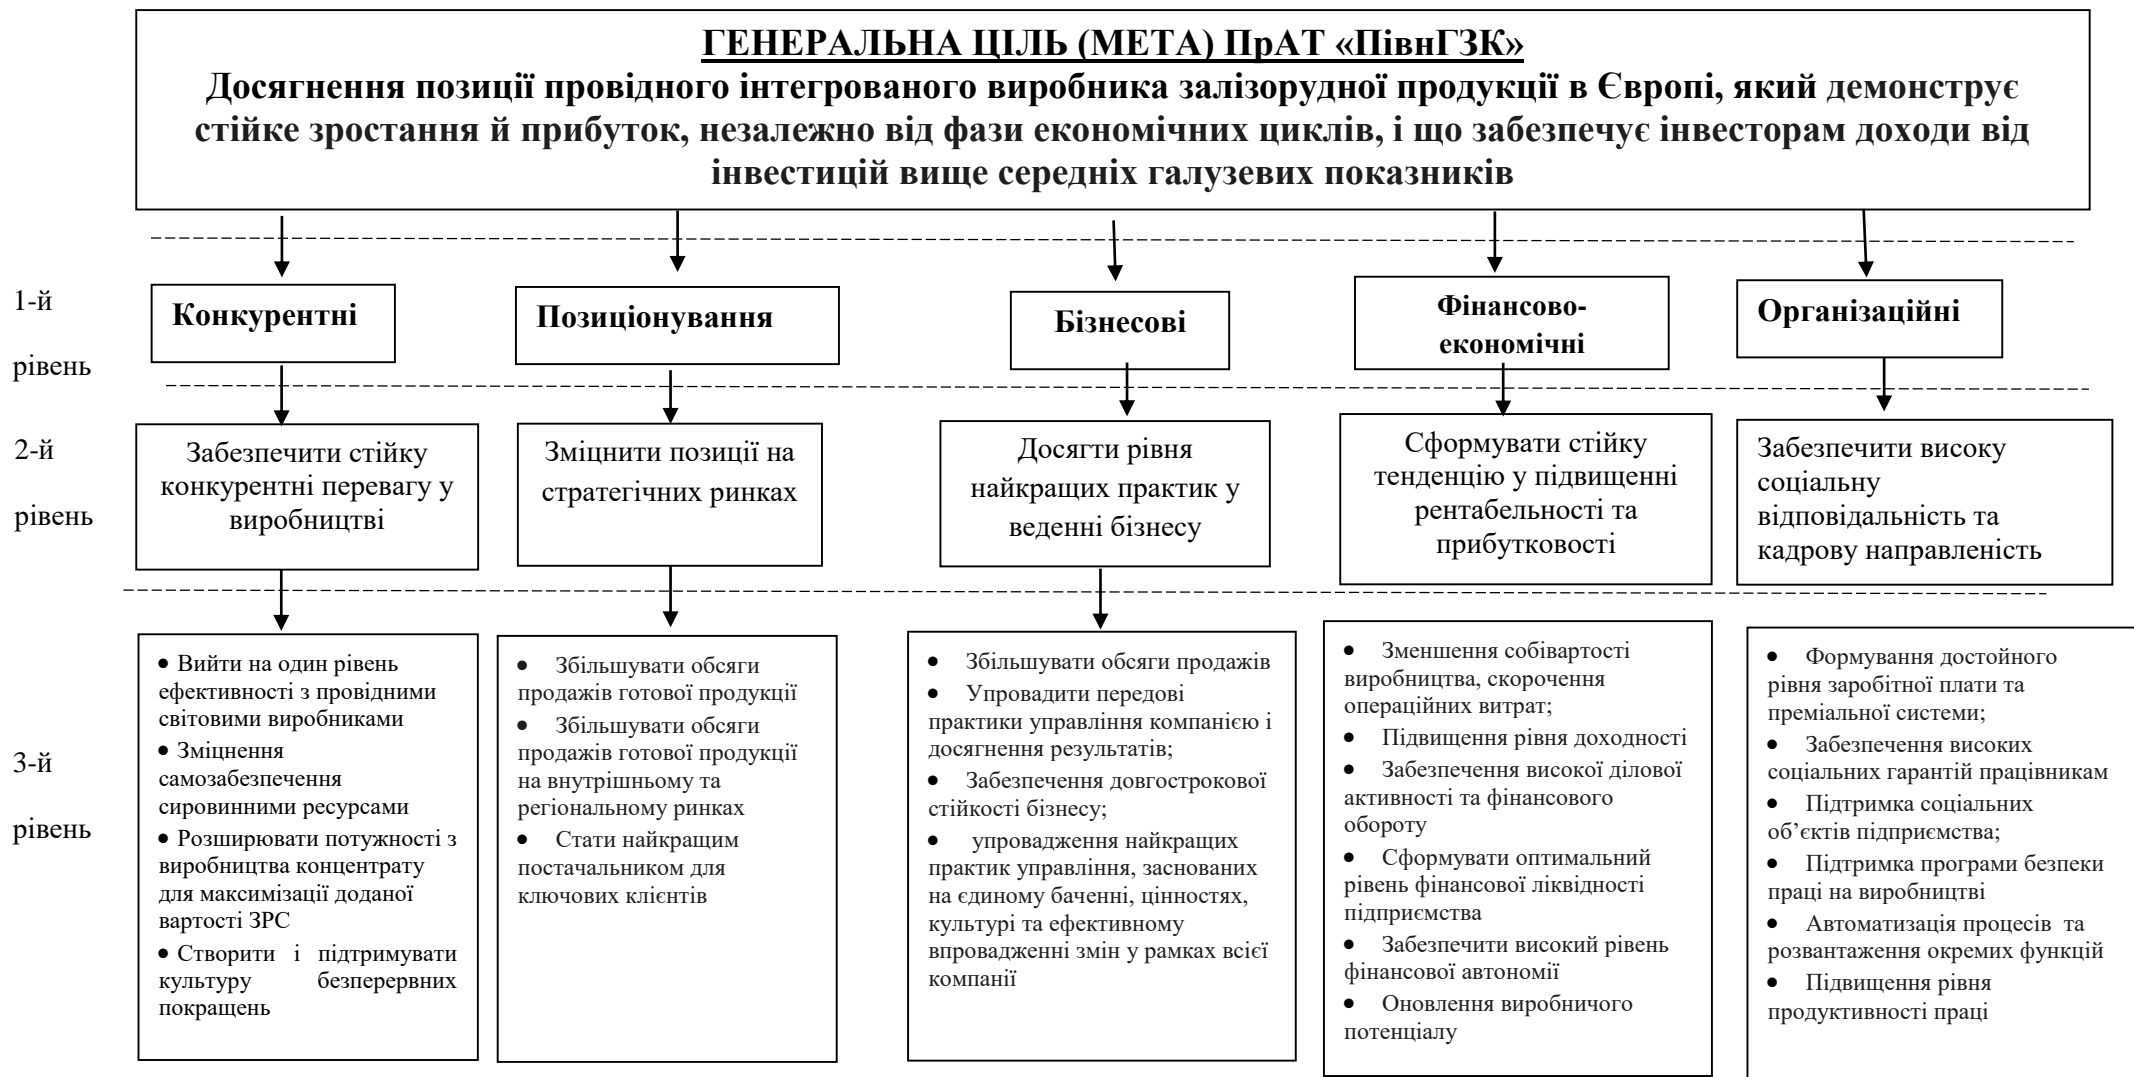 ГЕНЕРАЛЬНА ЦІЛЬ (МЕТА) ПрАТ «ПівнГЗК»
Досягнення позиції провідного інтегрованого виробника залізорудної продукції в Європі, який демонструє
стійке зростання й прибуток, незалежно від фази економічних циклів, і що забезпечує інвесторам доходи від
інвестицій вище середніх галузевих показників
1-й
рівень
Конкурентні
Позиціонування
Бізнесові
Фінансово-
економічні
Організаційні
2-й
рівень
Забезпечити стійку
конкурентні перевагу у
виробництві
Зміцнити позиції на
стратегічних ринках
Досягти рівня
найкращих практик у
веденні бізнесу
Сформувати стійку
тенденцію у підвищенні
рентабельності та
прибутковості
Забезпечити високу
соціальну
відповідальність та
кадрову направленість
3-й
рівень
• Вийти на один рівень
ефективності з провідними
світовими виробниками
• Зміцнення
самозабезпечення
сировинними ресурсами
• Розширювати потужності з
виробництва концентрату
для максимізації доданої
вартості ЗРС
• Створити і підтримувати
культуру безперервних
покращень
• Збільшувати обсяги
продажів готової продукції
• Збільшувати обсяги
продажів готової продукції
на внутрішньому та
регіональному ринках
• Стати найкращим
постачальником для
ключових клієнтів
• Збільшувати обсяги продажів
• Упровадити передові
практики управління компанією і
досягнення результатів;
• Забезпечення довгострокової
стійкості бізнесу;
• упровадження найкращих
практик управління, заснованих
на єдиному баченні, цінностях,
культурі та ефективному
впровадженні змін у рамках всієї
компанії
• Зменшення собівартості
виробництва, скорочення
операційних витрат;
• Підвищення рівня доходності
• Забезпечення високої ділової
активності та фінансового
обороту
• Сформувати оптимальний
рівень фінансової ліквідності
підприємства
• Забезпечити високий рівень
фінансової автономії
• Оновлення виробничого
потенціалу
• Формування достойного
рівня заробітної плати та
преміальної системи;
• Забезпечення високих
соціальних гарантій працівникам
• Підтримка соціальних
об’єктів підприємства;
• Підтримка програми безпеки
праці на виробництві
• Автоматизація процесів та
розвантаження окремих функцій
• Підвищення рівня
продуктивності праці